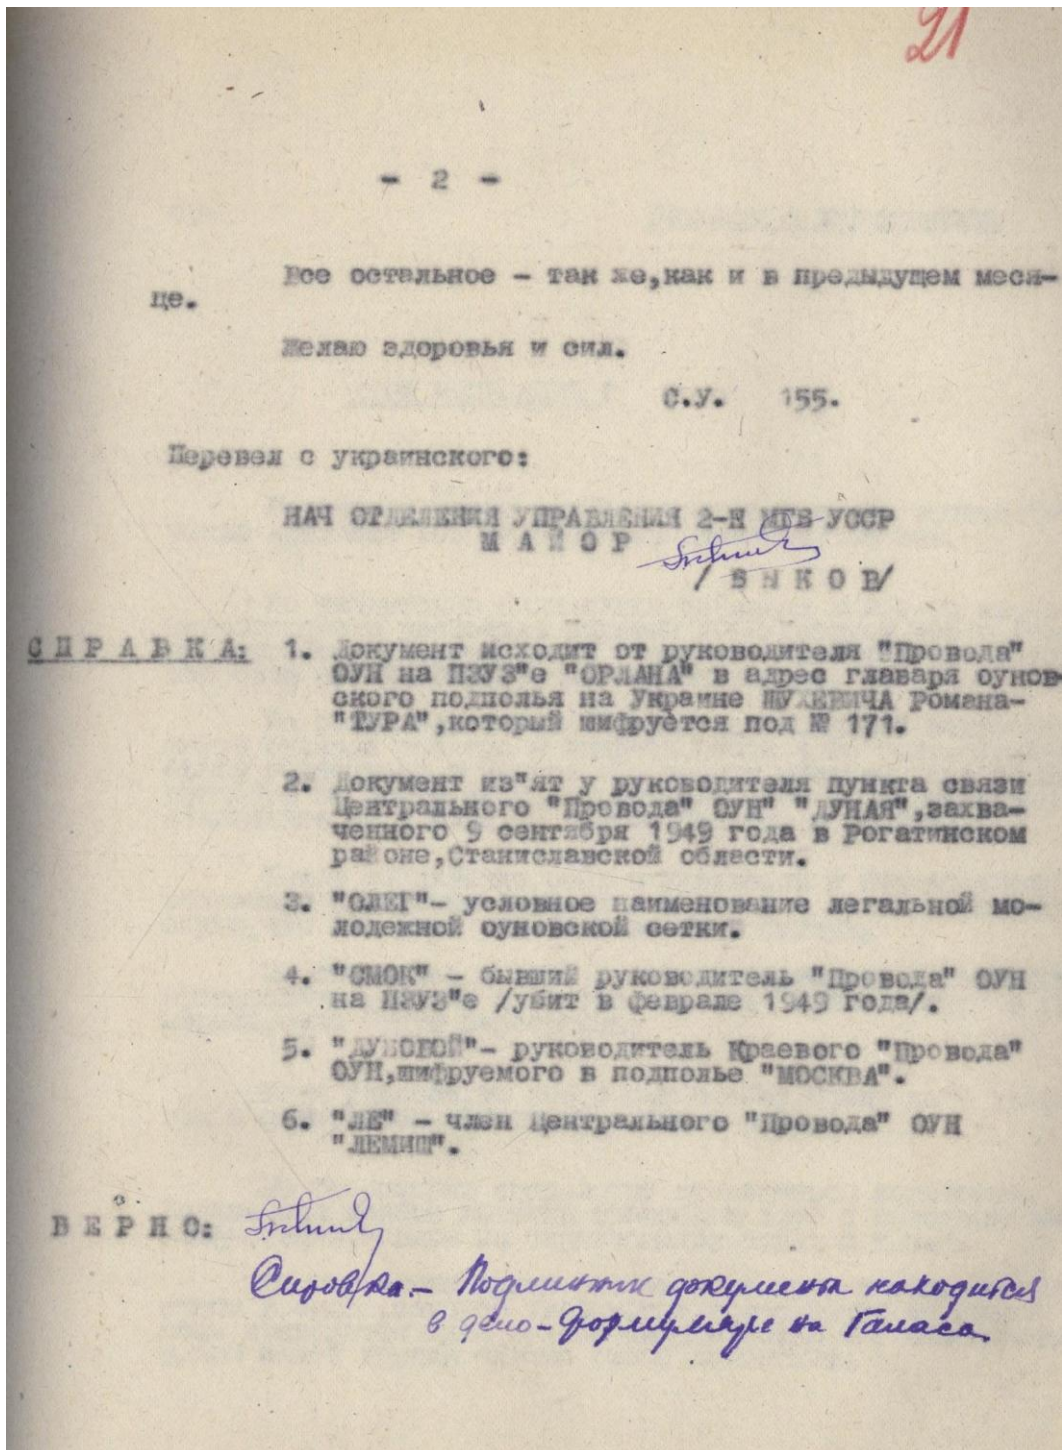 21
- 2 -
Все остальное - так же,как и в предыдущем меся-
це.
Желаю здоровья и сил.
С.У. 155.
Перевел с украинского:
НАЧ ОТДЕЛЕНИЯ УПРАВЛЕНИЯ 2-Н МГБ УССР
М А Й О Р
/ Б Ы К О В/
С П Р А В К А: 1. Документ исходит от руководителя "Провода"
ОУН на ПЗУЗ"е "ОРЛАНА" в адрес главаря оунов-
ского подполья на Украине ШУХЕВИЧА Романа-
"ТУРА",который шифруется под № 171.
2. Документ из"ят у руководителя пункта связи
Центрального "Провода" ОУН" "ДУНАЯ",захва-
ченного 9 сентября 1949 года в Рогатинском
районе,Станиславской области.
3. "ОЛЕГ"- условное наименование легальной мо-
лодежной оуновской сетки.
4. "СМОК" - бывший руководитель "Провода" ОУН
на ПЗУЗ"е /убит в феврале 1949 года/.
5. "ДУБОВОЙ"- руководитель Краевого "Провода"
ОУН,шифруемого в подполье "МОСКВА".
6. "ЛЕ" - член Центрального "Провода" ОУН
"ЛЕМИШ".
В Е Р Н О:
Справка.- Подлинник документа находится
в дело-формуляре на Галаса